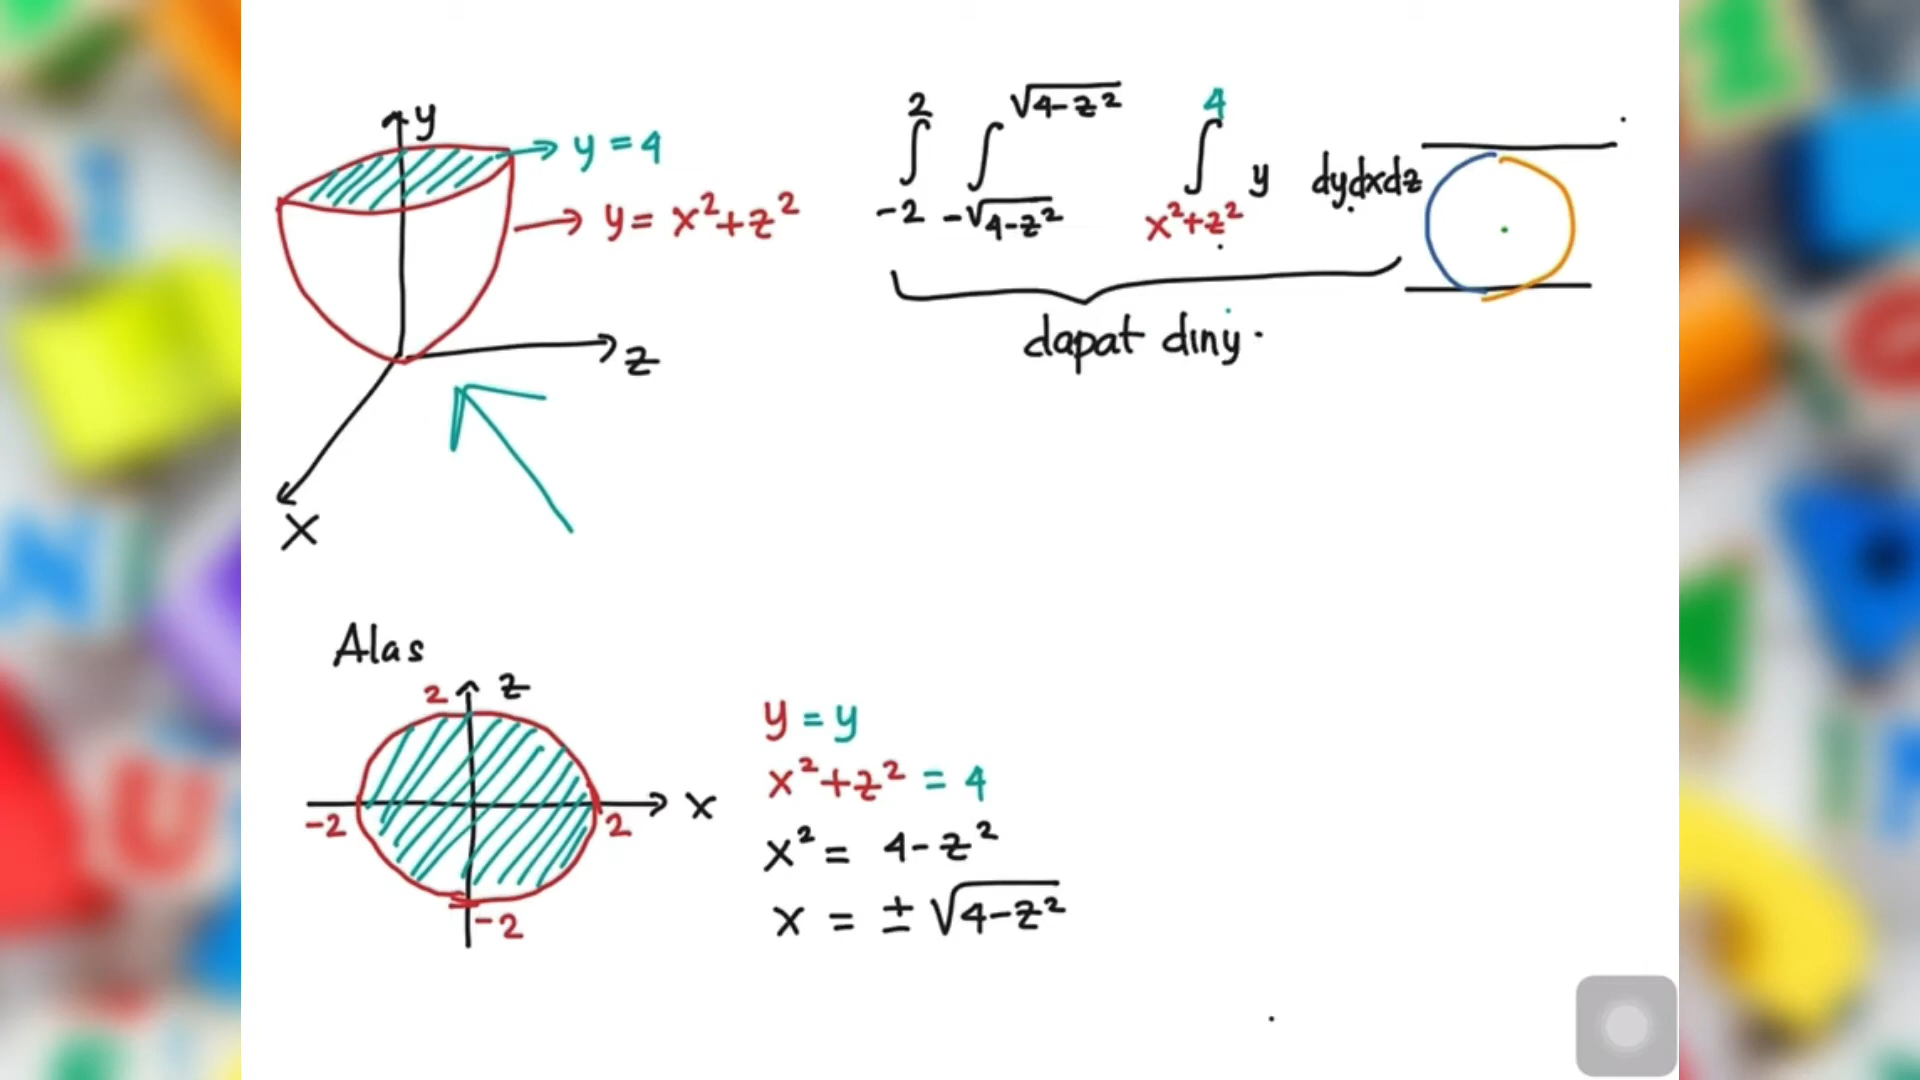 y
y = 4
y = x²+z²
z
x
∫_{-2}^{2} ∫_{-√(4-z²)}^{√(4-z²)} ∫_{x²+z²}^{4} y dydxdz
dapat diny
Alas
2 z
-2 2 x
-2
y = y
x²+z² = 4
x² = 4-z²
x = ± √(4-z²)